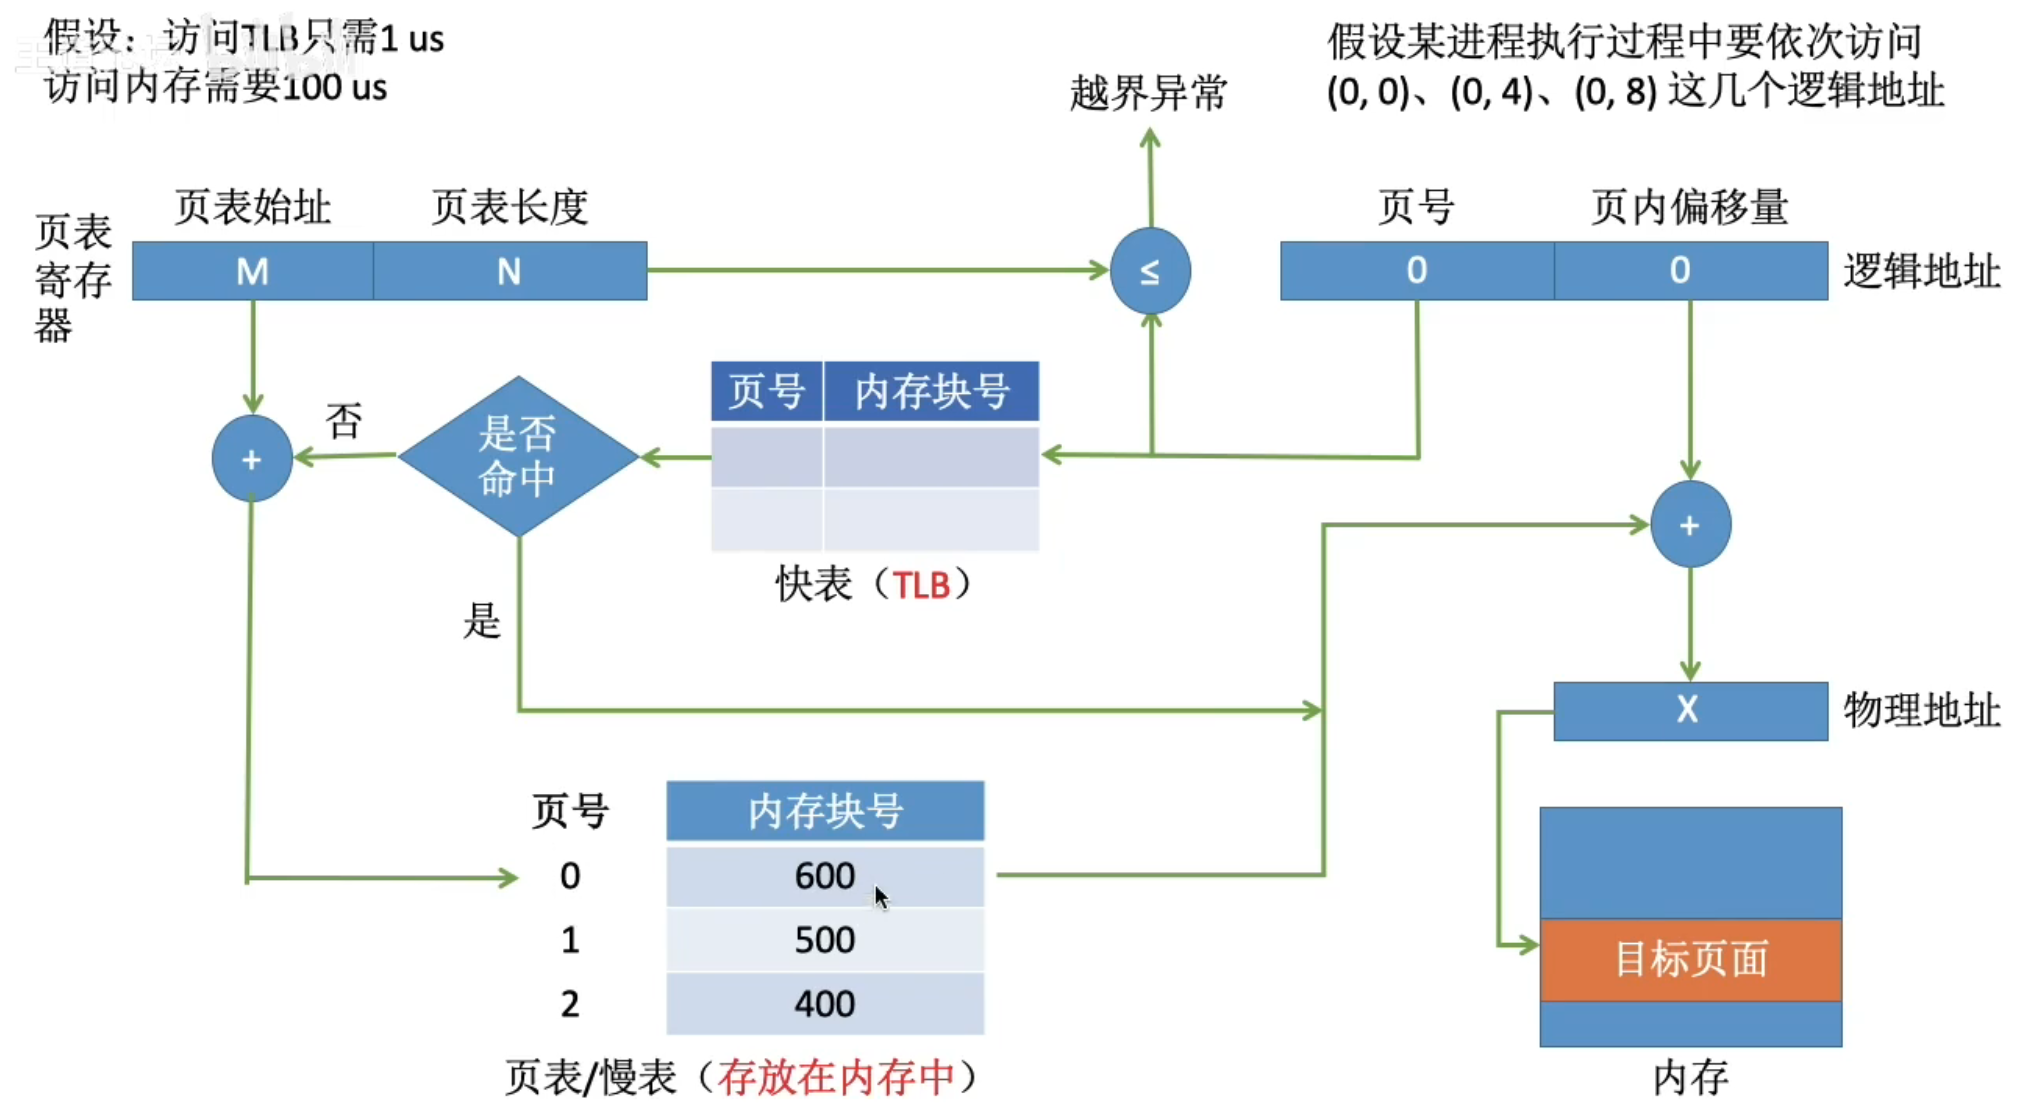 假设：访问TLB只需1 us
访问内存需要100 us
假设某进程执行过程中要依次访问
(0, 0)、(0, 4)、(0, 8) 这几个逻辑地址
越界异常
页表寄存器
页表始址
页表长度
M
N
≤
页号
页内偏移量
0
0
逻辑地址
+
否
是否
命中
页号
内存块号
快表（TLB）
+
是
X
物理地址
页号
内存块号
0
600
1
500
2
400
页表/慢表（存放在内存中）
目标页面
内存